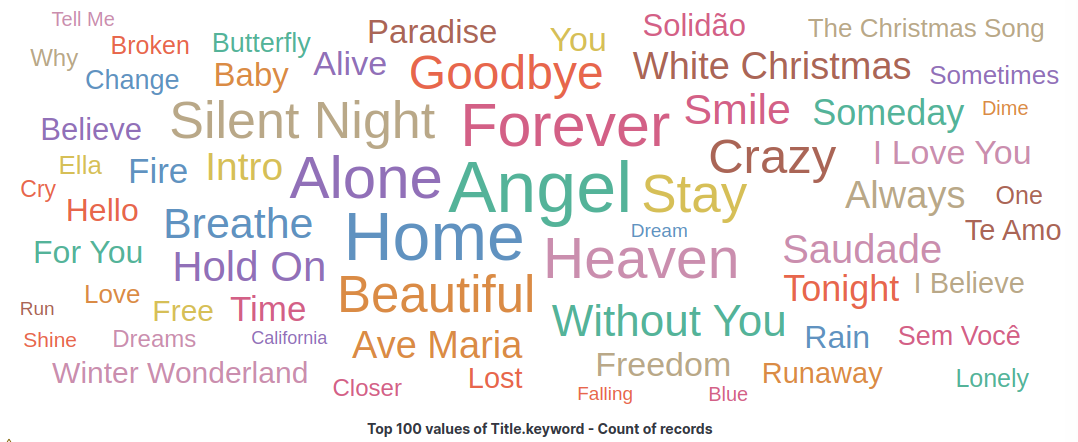 Tell Me
Broken
Butterfly
Paradise
You
Solidão
The Christmas Song
Why
Change
Baby
Alive
Goodbye
White Christmas
Sometimes
Believe
Silent Night
Forever
Smile
Someday
Dime
Ella
Fire
Intro
Alone
Angel
Stay
Crazy
I Love You
Cry
Hello
Breathe
Home
Dream
Always
One
Te Amo
For You
Hold On
Heaven
Saudade
Run
Love
Free
Time
Beautiful
Without You
Tonight
I Believe
Shine
Dreams
California
Ave Maria
Rain
Sem Você
Winter Wonderland
Closer
Lost
Freedom
Falling
Blue
Runaway
Lonely
Top 100 values of Title.keyword - Count of records